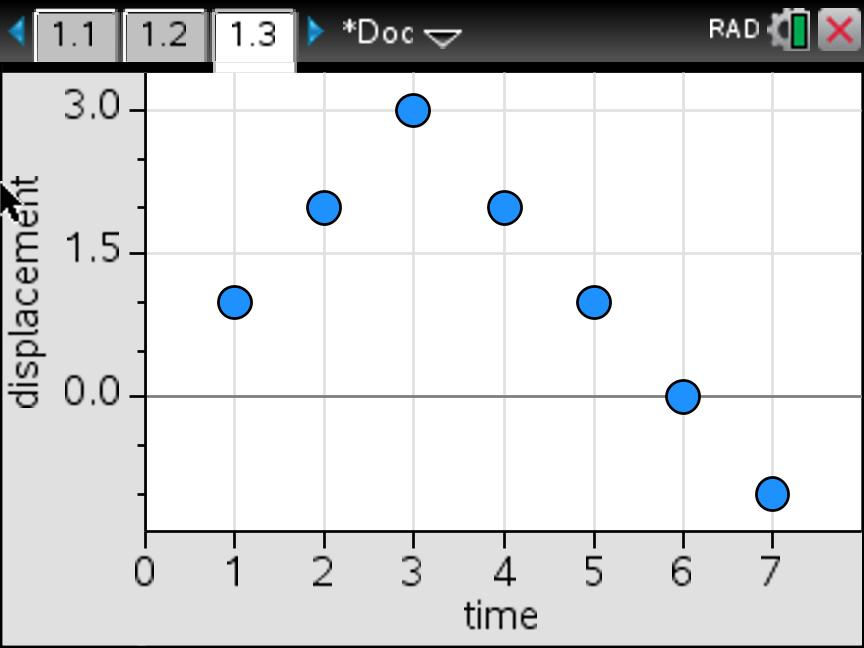 1.1 1.2 1.3 *Doc RAD
3.0
1.5
0.0
displacement
0 1 2 3 4 5 6 7
time